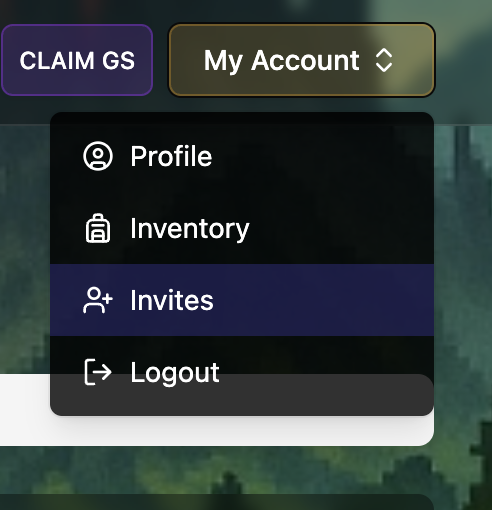 CLAIM GS
My Account
Profile
Inventory
Invites
Logout